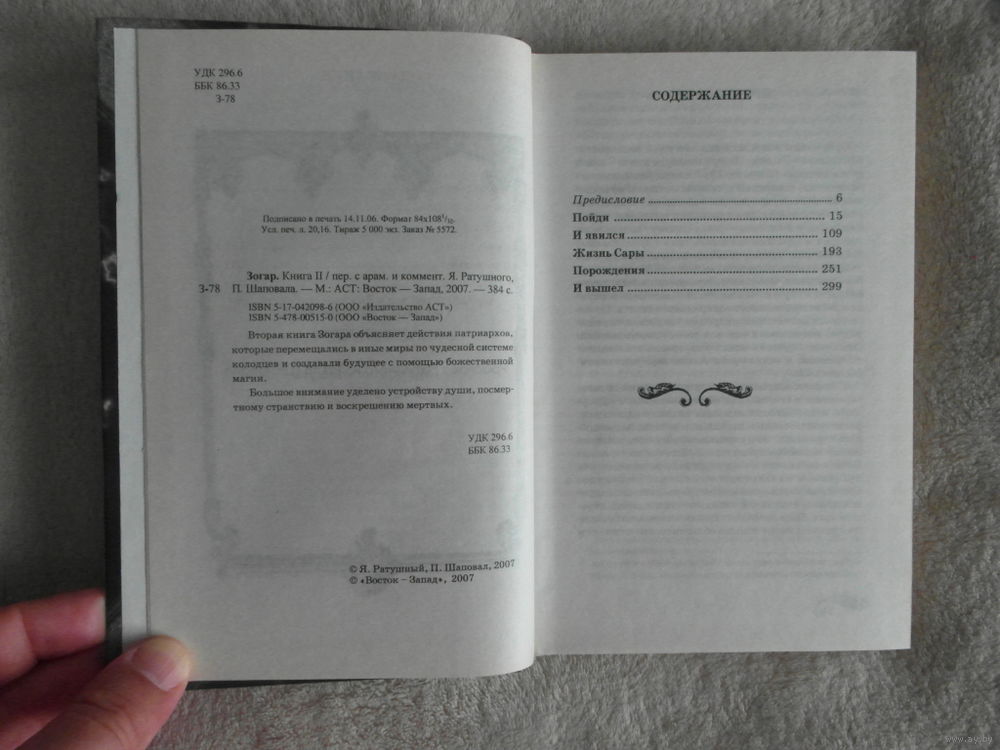 УДК 296.6
ББК 86.33
З-78
Подписано в печать 14.11.06. Формат 84х108 1/32.
Усл. печ. л. 20,16. Тираж 5 000 экз. Заказ № 5572.
Зогар. Книга II / пер. с арам. и коммент. Я. Ратушного,
З-78 П. Шаповала. — М.: АСТ: Восток — Запад, 2007. — 384 с.
ISBN 5-17-042098-6 (ООО «Издательство АСТ»)
ISBN 5-478-00515-0 (ООО «Восток — Запад»)
Вторая книга Зогара объясняет действия патриархов,
которые перемещались в иные миры по чудесной системе
колодцев и создавали будущее с помощью божественной
магии.
Большое внимание уделено устройству души, посмер-
тному странствию и воскрешению мертвых.
УДК 296.6
ББК 86.33
© Я. Ратушный, П. Шаповал, 2007
© «Восток – Запад», 2007
СОДЕРЖАНИЕ
Предисловие ........ 6
Пойди ........ 15
И явился ........ 109
Жизнь Сары ........ 193
Порождения ........ 251
И вышел ........ 299
www.ay.by